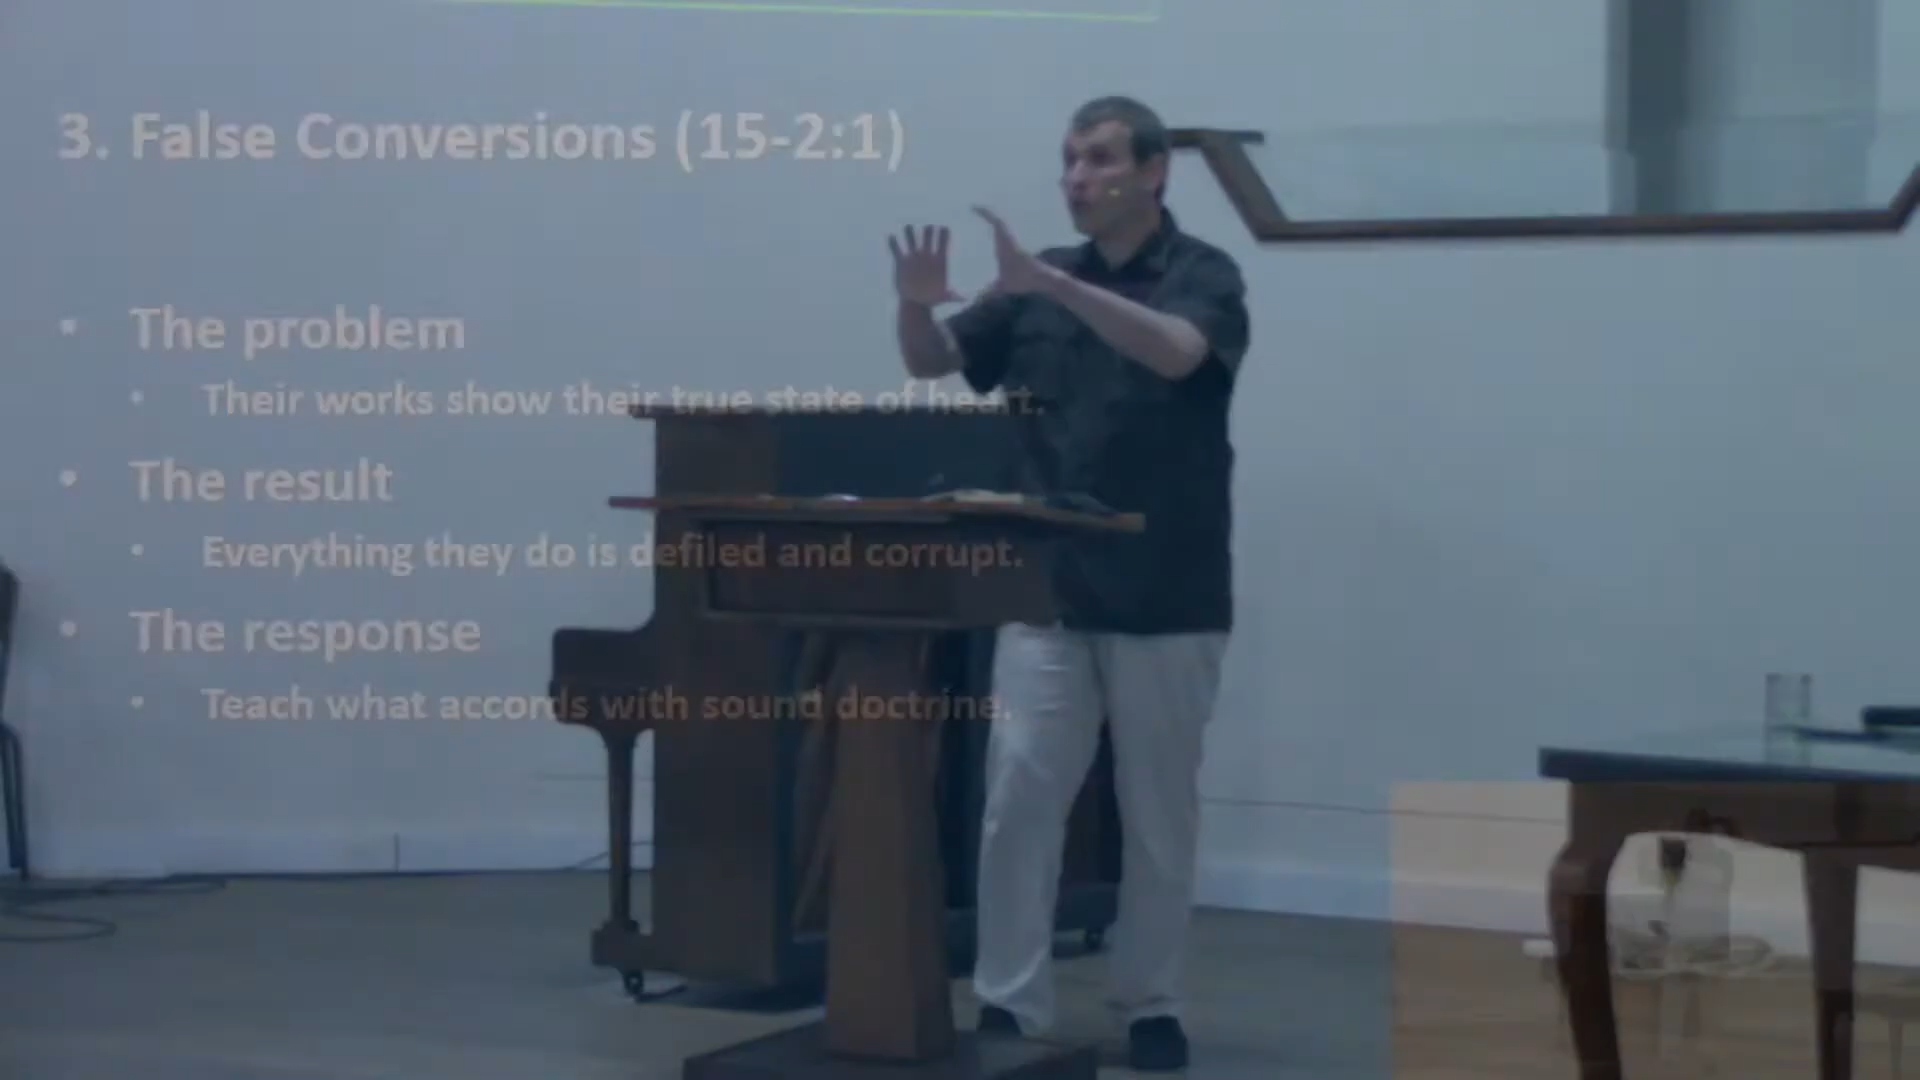 3. False Conversions (15-2:1)
• The problem
• Their works show their true state of heart.
• The result
• Everything they do is defiled and corrupt.
• The response
• Teach what accords with sound doctrine.